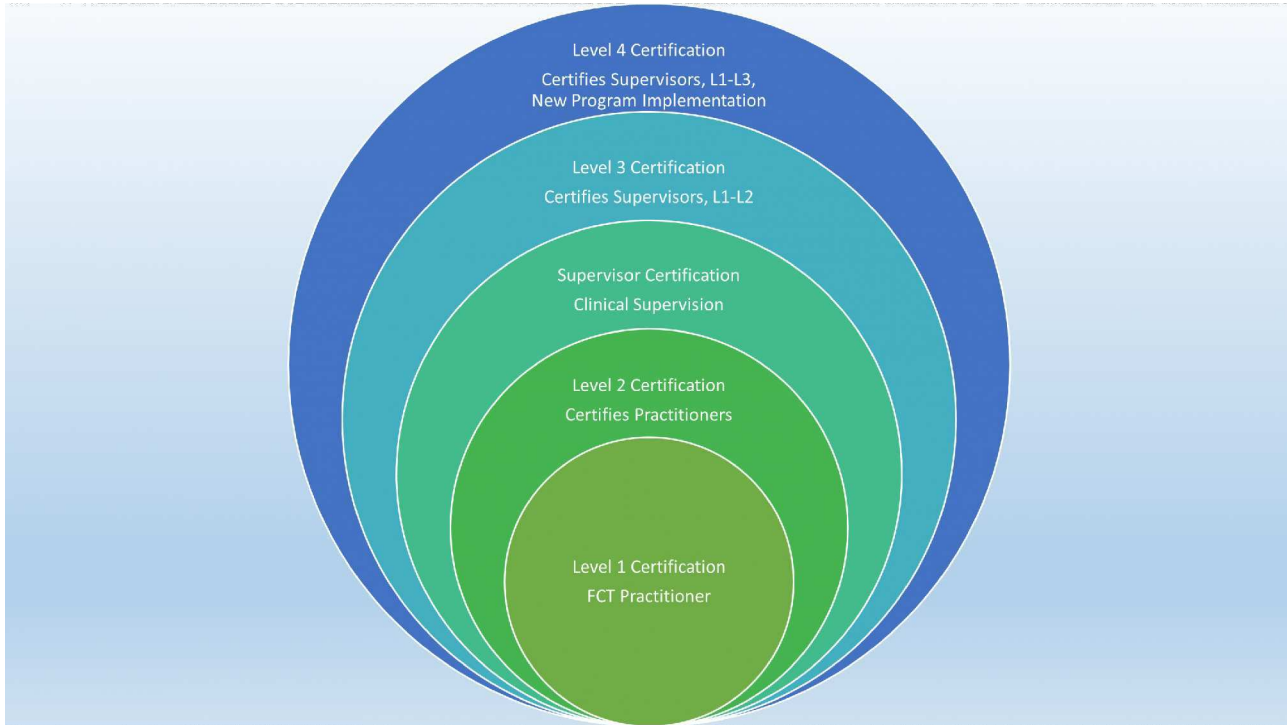 Level 4 Certification
Certifies Supervisors, L1-L3,
New Program Implementation
Level 3 Certification
Certifies Supervisors, L1-L2
Supervisor Certification
Clinical Supervision
Level 2 Certification
Certifies Practitioners
Level 1 Certification
FCT Practitioner